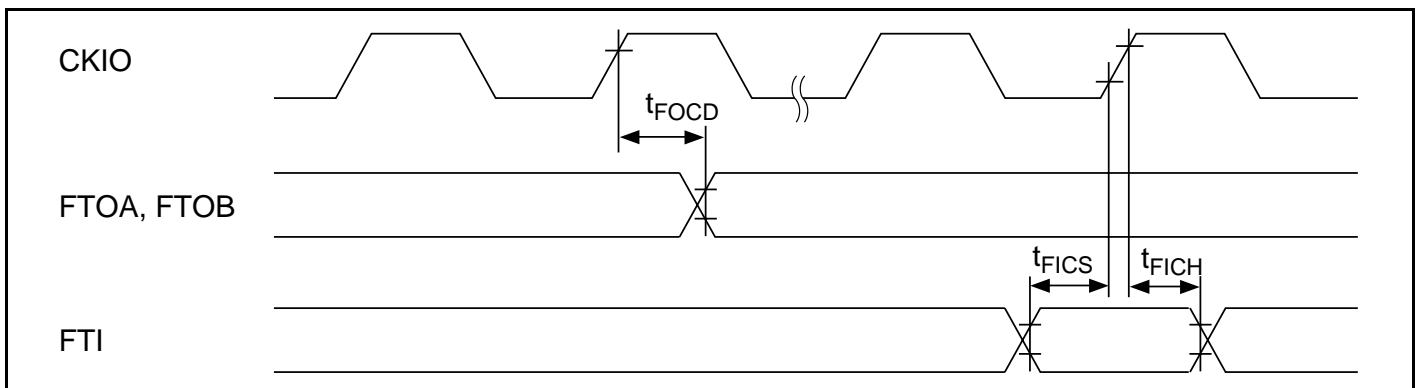 CKIO
tFOCD
FTOA, FTOB
tFICS
tFICH
FTI